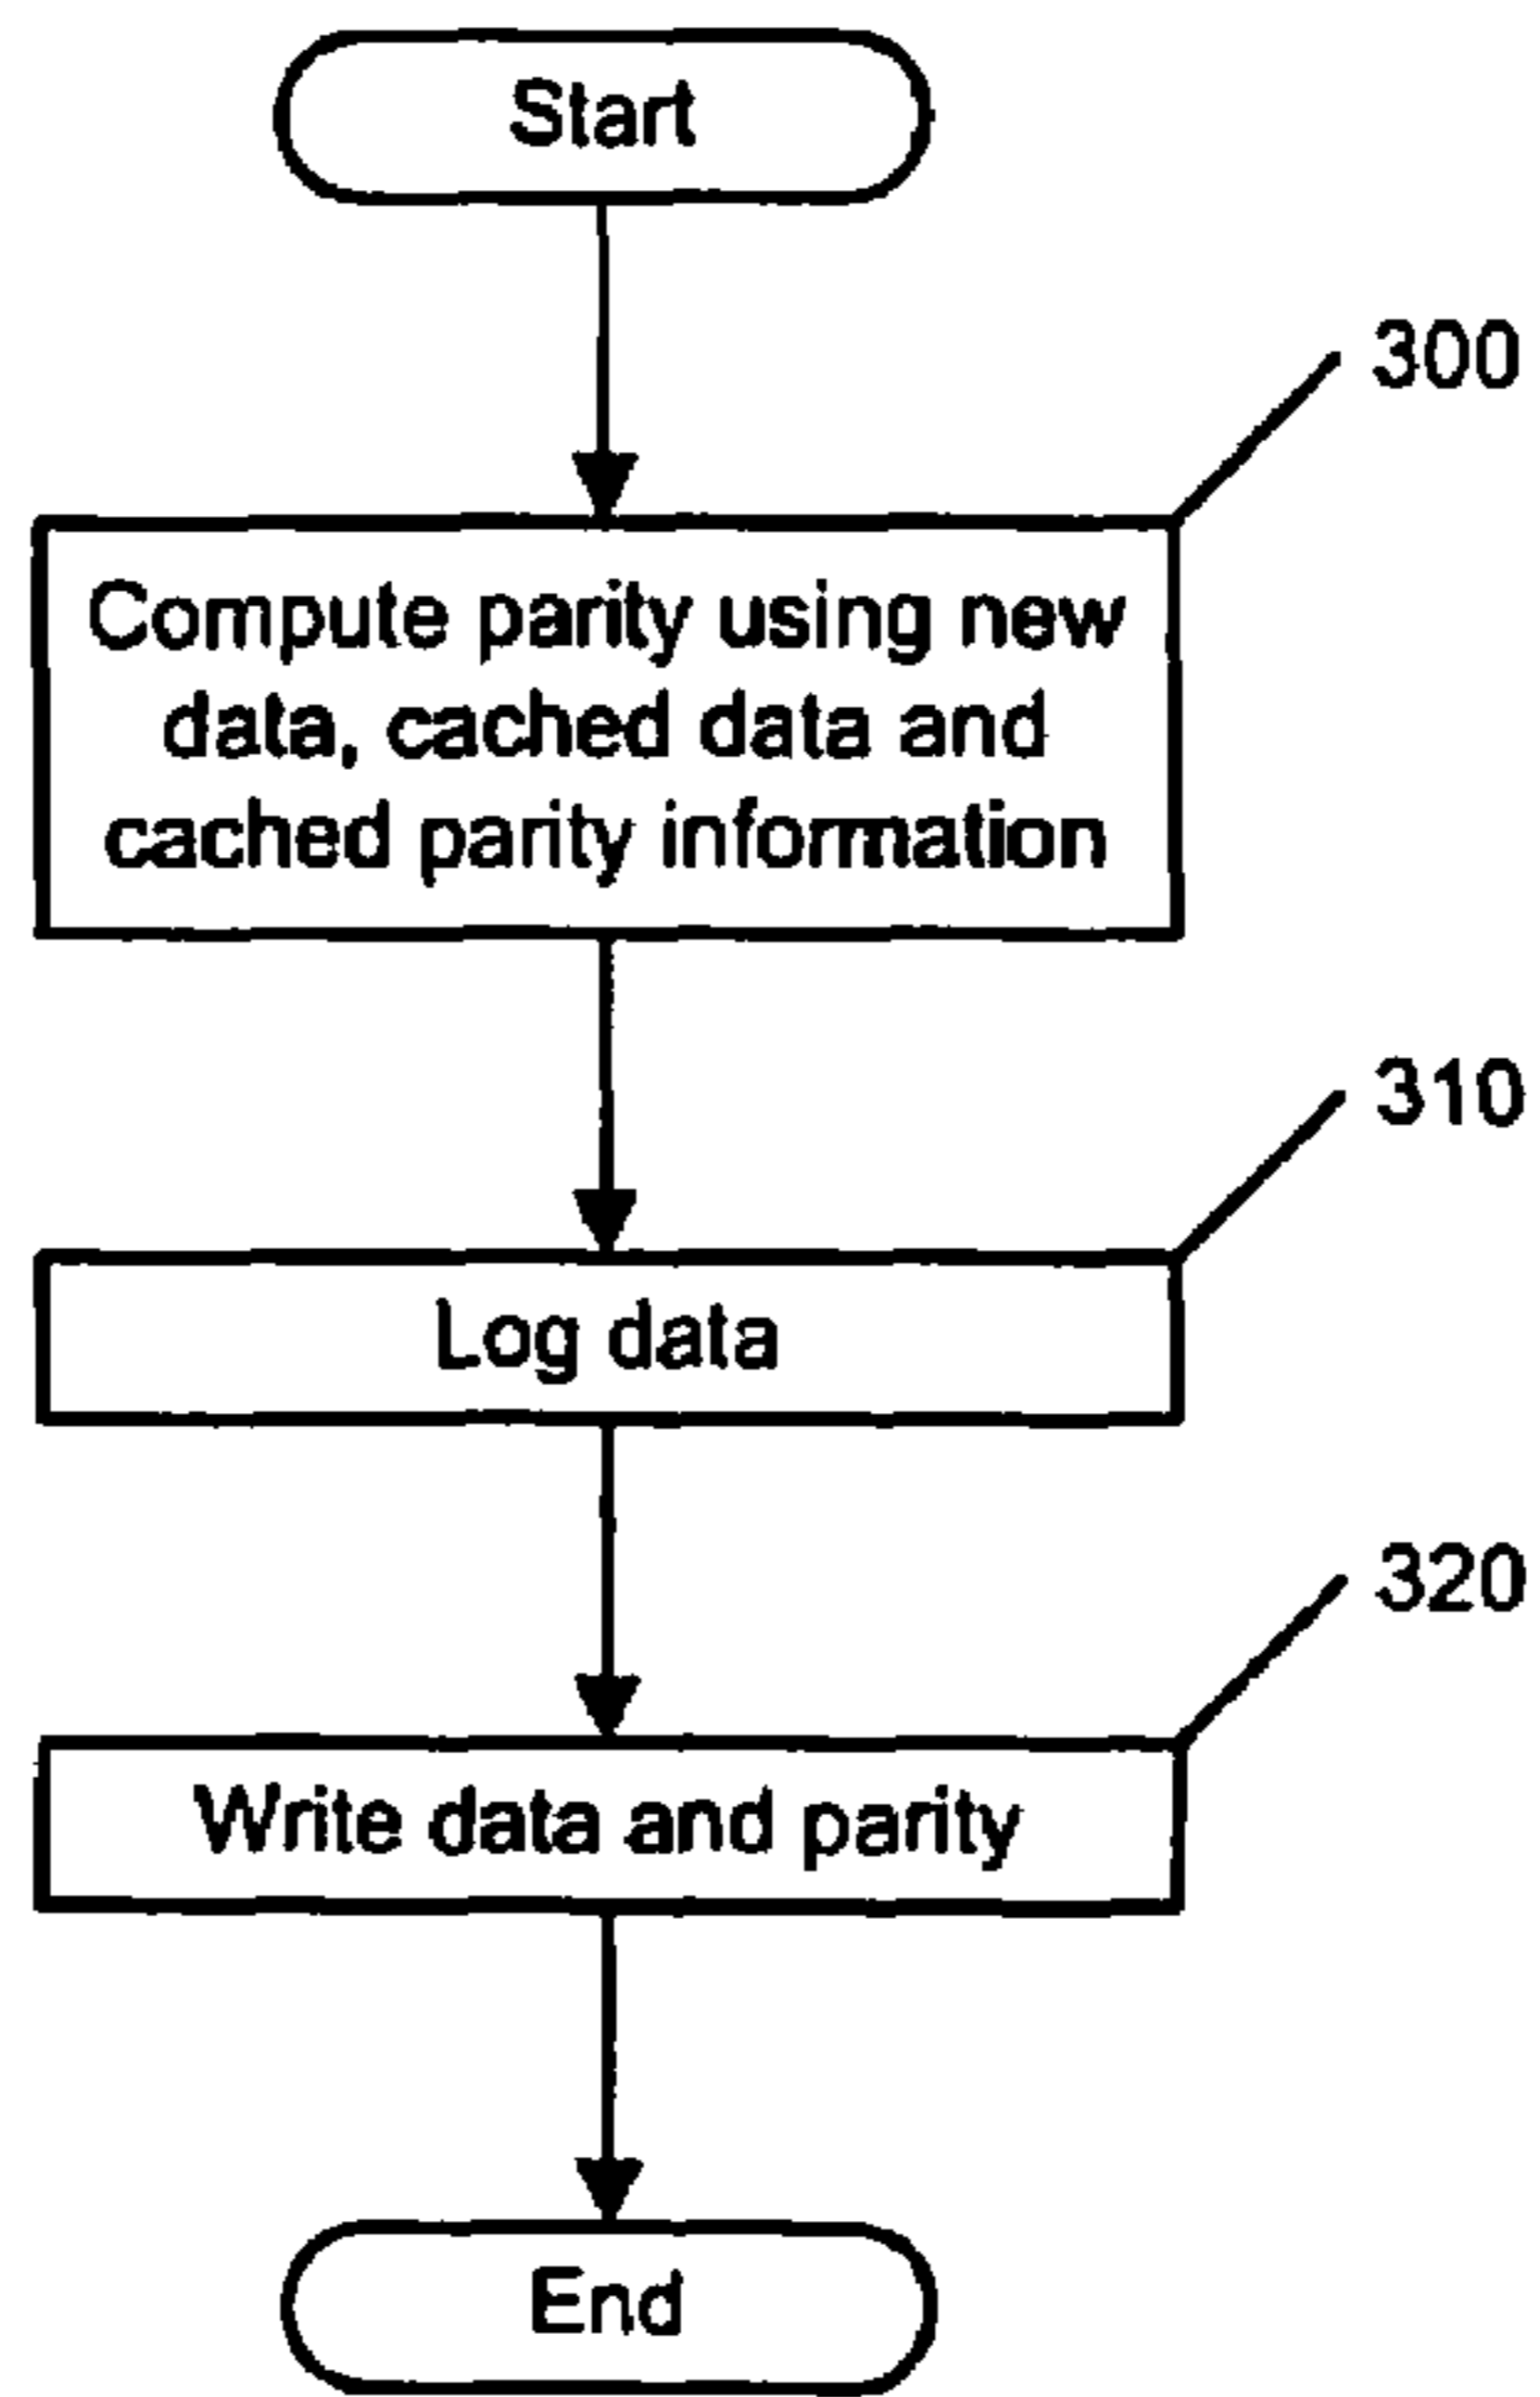 Start
300
Compute parity using new
data, cached data and
cached parity information
310
Log data
320
Write data and parity
End